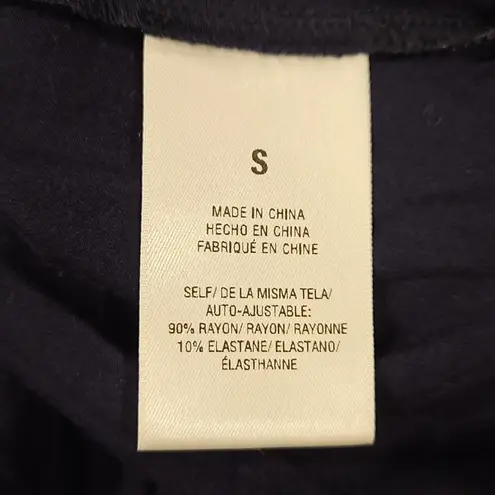 S
MADE IN CHINA
HECHO EN CHINA
FABRIQUÉ EN CHINE
SELF/ DE LA MISMA TELA/
AUTO-AJUSTABLE:
90% RAYON/ RAYON/ RAYONNE
10% ELASTANE/ ELASTANO/
ÉLASTHANNE